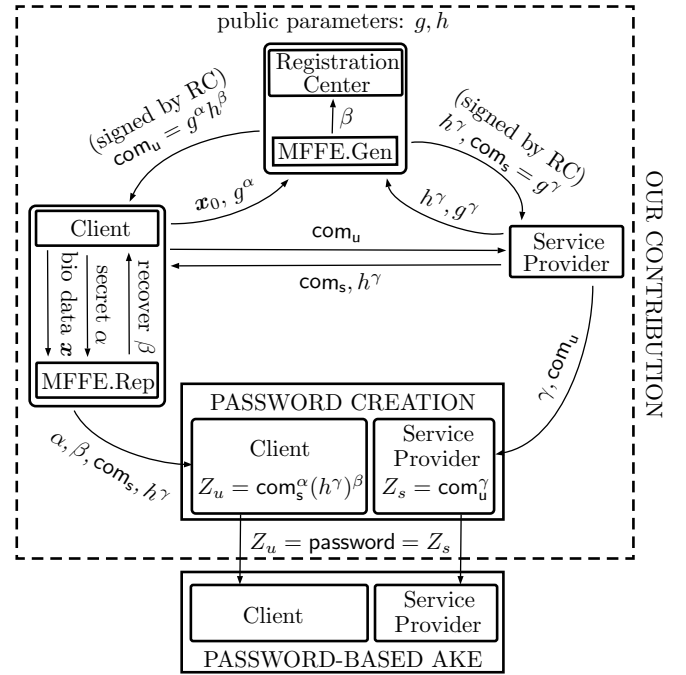 public parameters: g, h
Registration
Center
β
MFFE.Gen
(signed by RC)
com_u = g^α h^β
(signed by RC)
h^γ, com_s = g^γ
x_0, g^α
h^γ, g^γ
Client
com_u
com_s, h^γ
Service
Provider
bio data x
secret α
recover β
MFFE.Rep
OUR CONTRIBUTION
α, β, com_s, h^γ
γ, com_u
PASSWORD CREATION
Client
Z_u = com_s^α (h^γ)^β
Service
Provider
Z_s = com_u^γ
Z_u = password = Z_s
Client
Service
Provider
PASSWORD-BASED AKE